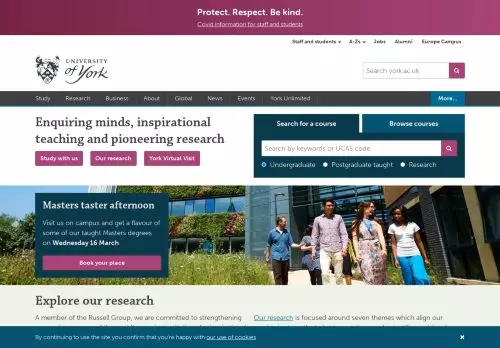 Protect. Respect. Be kind.
Covid information for staff and students
Staff and students
A-Zs
Jobs
Alumni
Europe Campus
UNIVERSITY
of York
Search york.ac.uk
Study
Research
Business
About
Global
News
Events
York Unlimited
More...
Enquiring minds, inspirational
teaching and pioneering research
Study with us
Our research
York Virtual Visit
Search for a course
Browse courses
Search by keywords or UCAS code
Undergraduate
Postgraduate taught
Research
Masters taster afternoon
Visit us on campus and get a flavour of
some of our taught Masters degrees
on Wednesday 16 March
Book your place
Explore our research
A member of the Russell Group, we are committed to strengthening
Our research is focused around seven themes which align our
By continuing to use the site you confirm that you're happy with our use of cookies